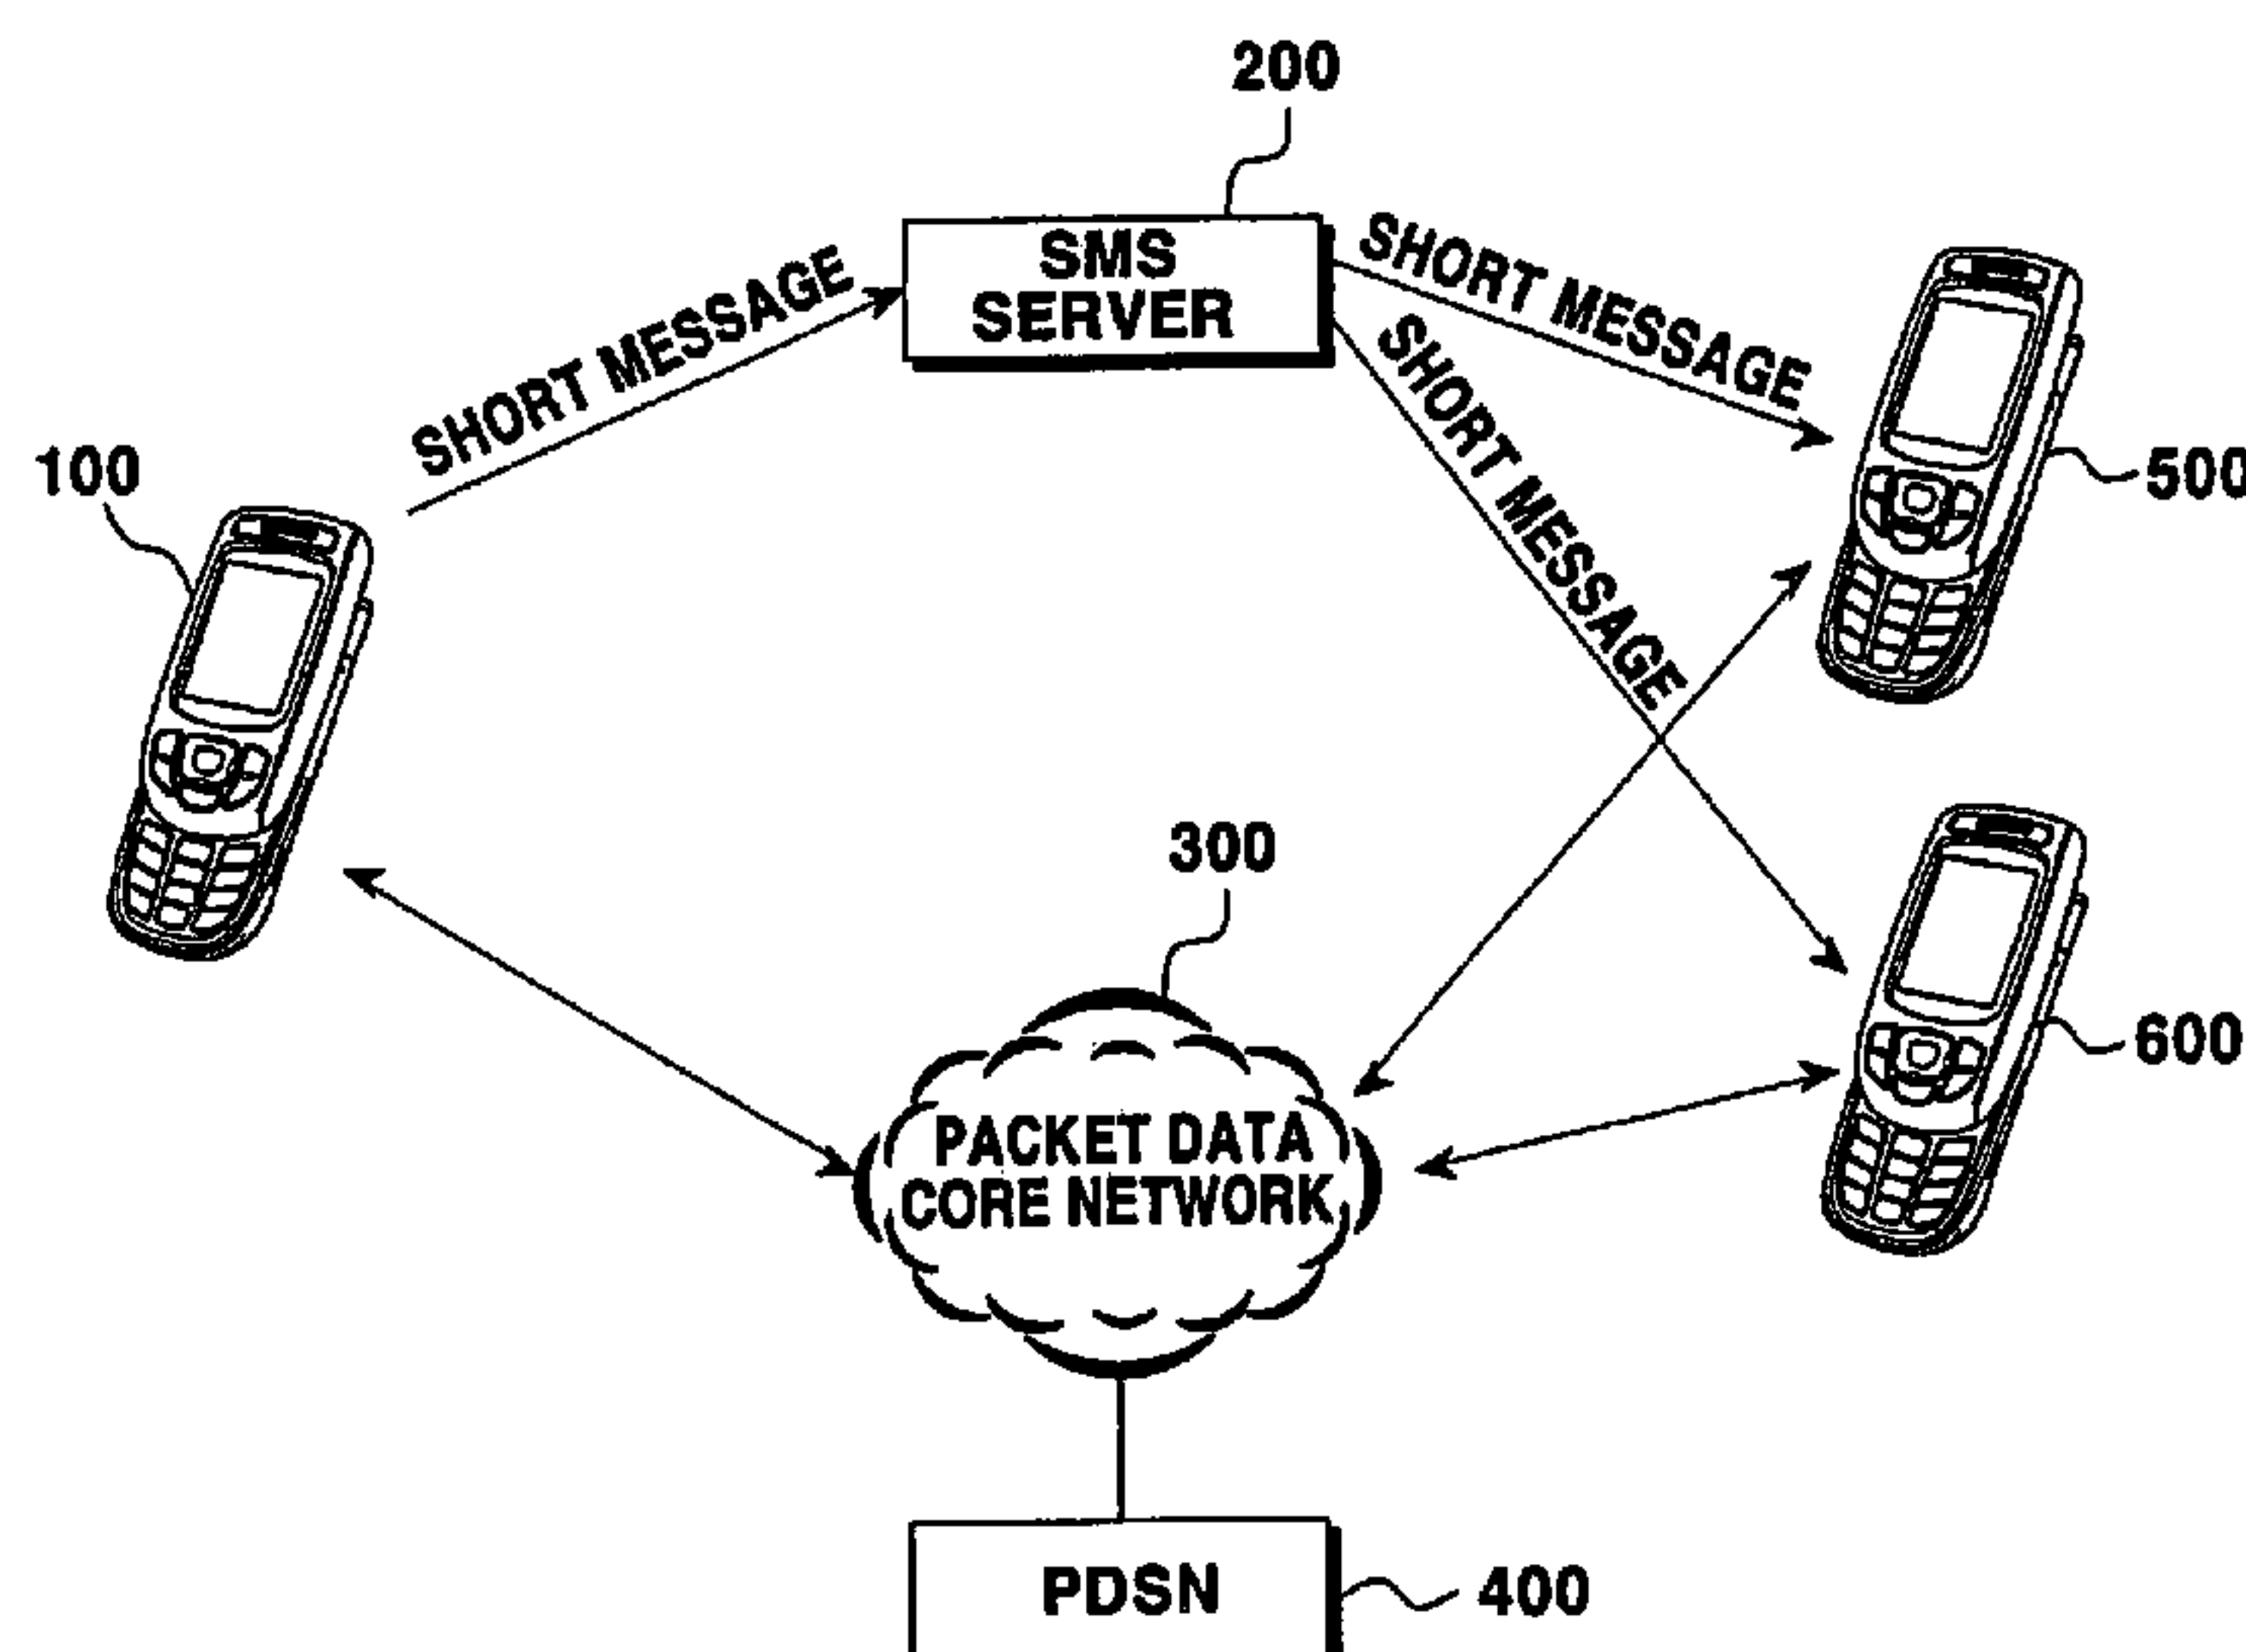 200
SMS
SERVER
SHORT MESSAGE
SHORT MESSAGE
SHORT MESSAGE
100
500
300
600
PACKET DATA
CORE NETWORK
PDSN
400